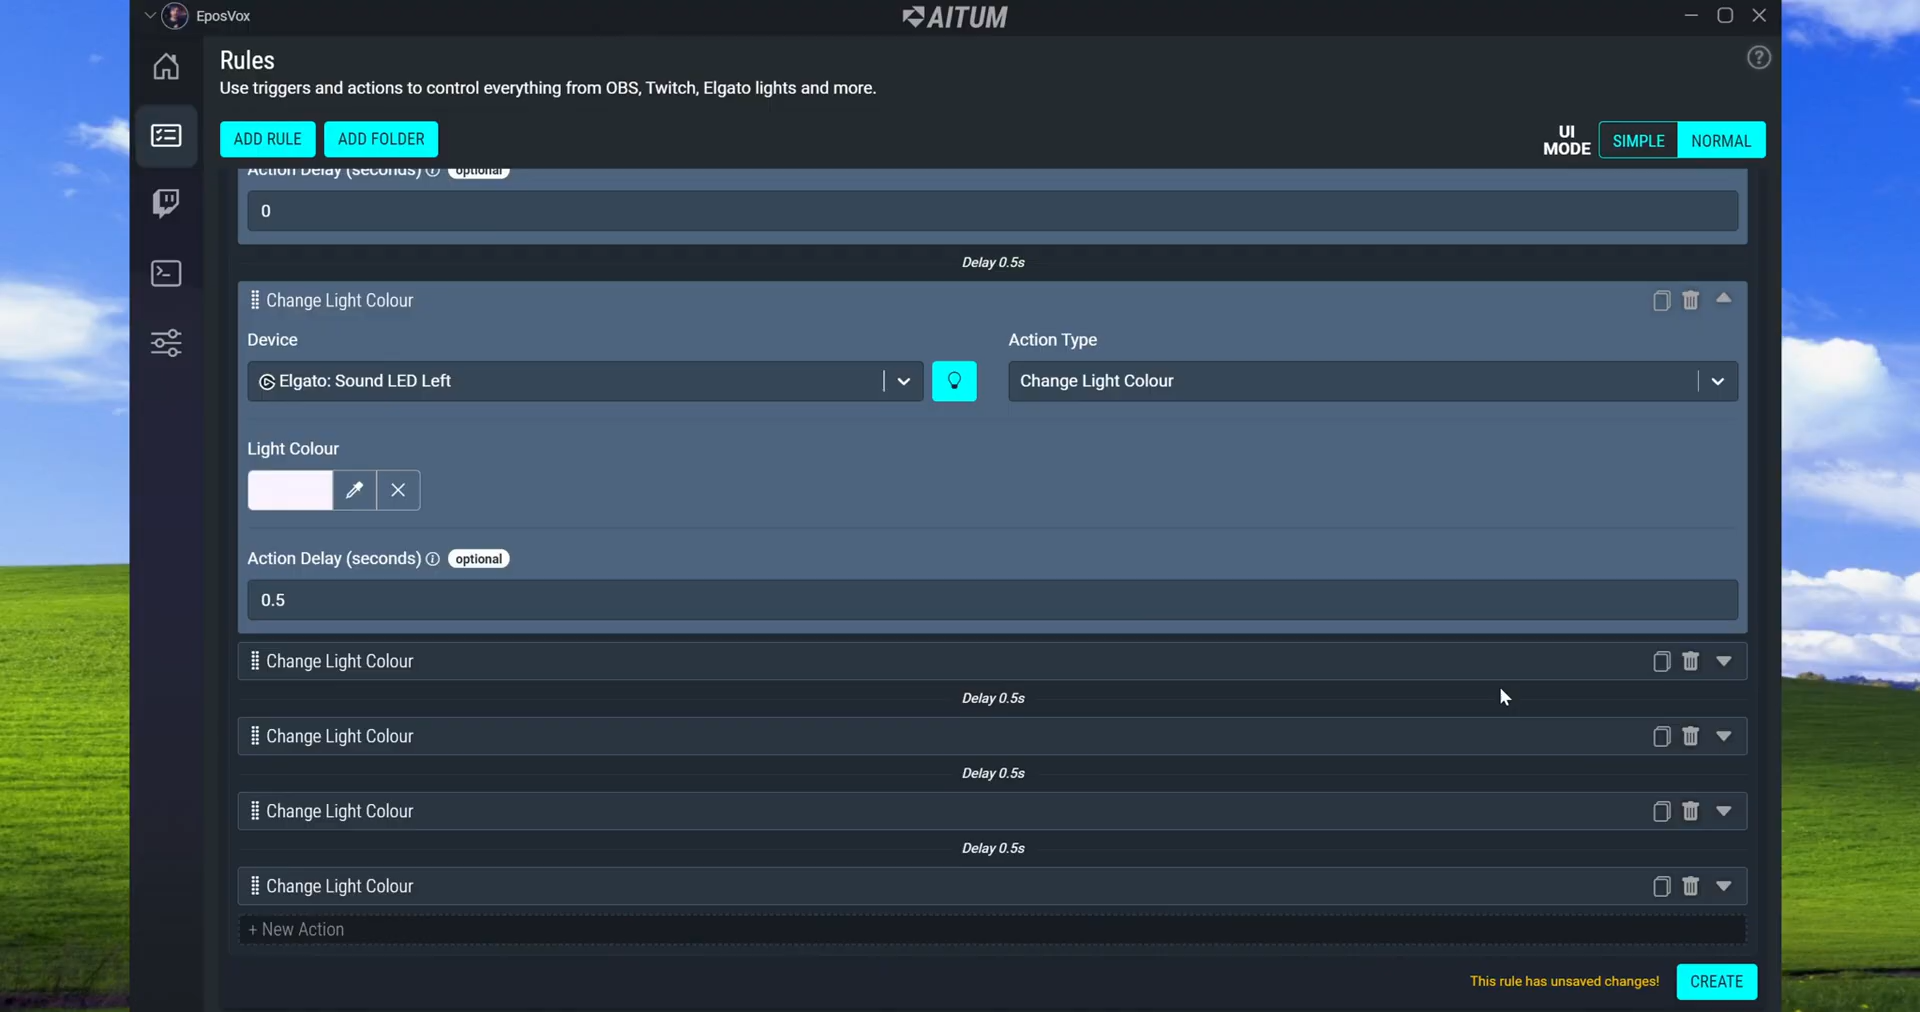 EposVox
AITUM
Rules
Use triggers and actions to control everything from OBS, Twitch, Elgato lights and more.
ADD RULE
ADD FOLDER
UI MODE
SIMPLE
NORMAL
Action Delay (seconds) optional
0
Delay 0.5s
Change Light Colour
Device
Action Type
Elgato: Sound LED Left
Change Light Colour
Light Colour
Action Delay (seconds) optional
0.5
Change Light Colour
Delay 0.5s
Change Light Colour
Delay 0.5s
Change Light Colour
Delay 0.5s
Change Light Colour
+ New Action
This rule has unsaved changes!
CREATE